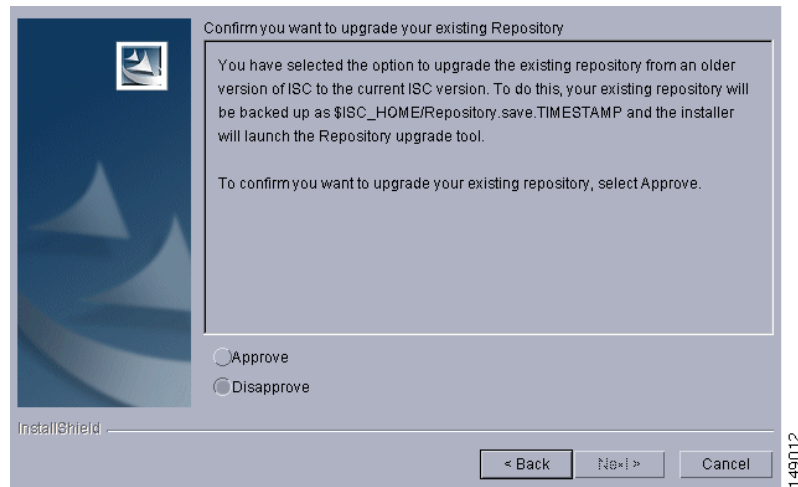 Confirm you want to upgrade your existing Repository
You have selected the option to upgrade the existing repository from an older
version of ISC to the current ISC version. To do this, your existing repository will
be backed up as $ISC_HOME/Repository.save.TIMESTAMP and the installer
will launch the Repository upgrade tool.
To confirm you want to upgrade your existing repository, select Approve.
Approve
Disapprove
InstallShield
< Back
Next >
Cancel
149012